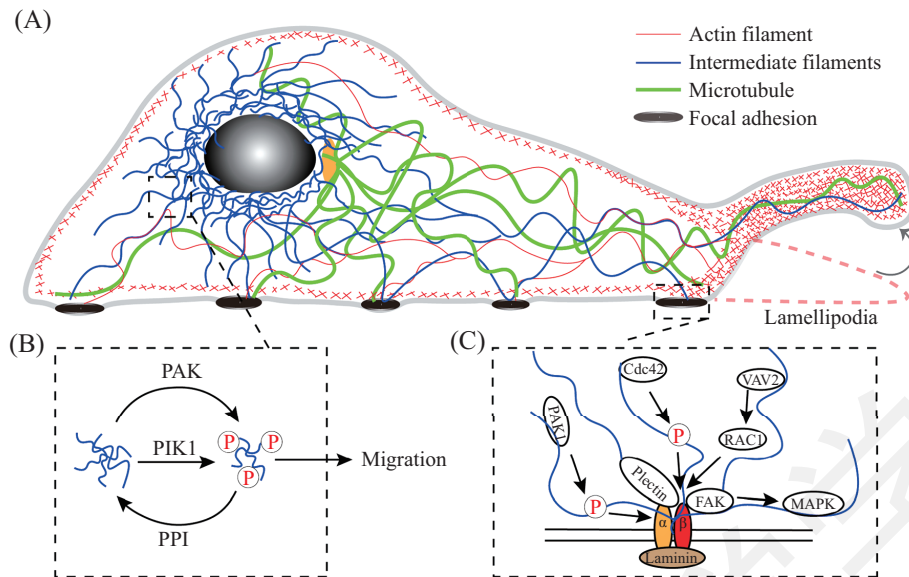 (A)
Actin filament
Intermediate filaments
Microtubule
Focal adhesion
Lamellipodia
(B)
PAK
P
P
PIK1
P
Migration
PPI
(C)
Cdc42
VAV2
PAK1
P
RAC1
Plectin
P
FAK
MAPK
α
β
Laminin